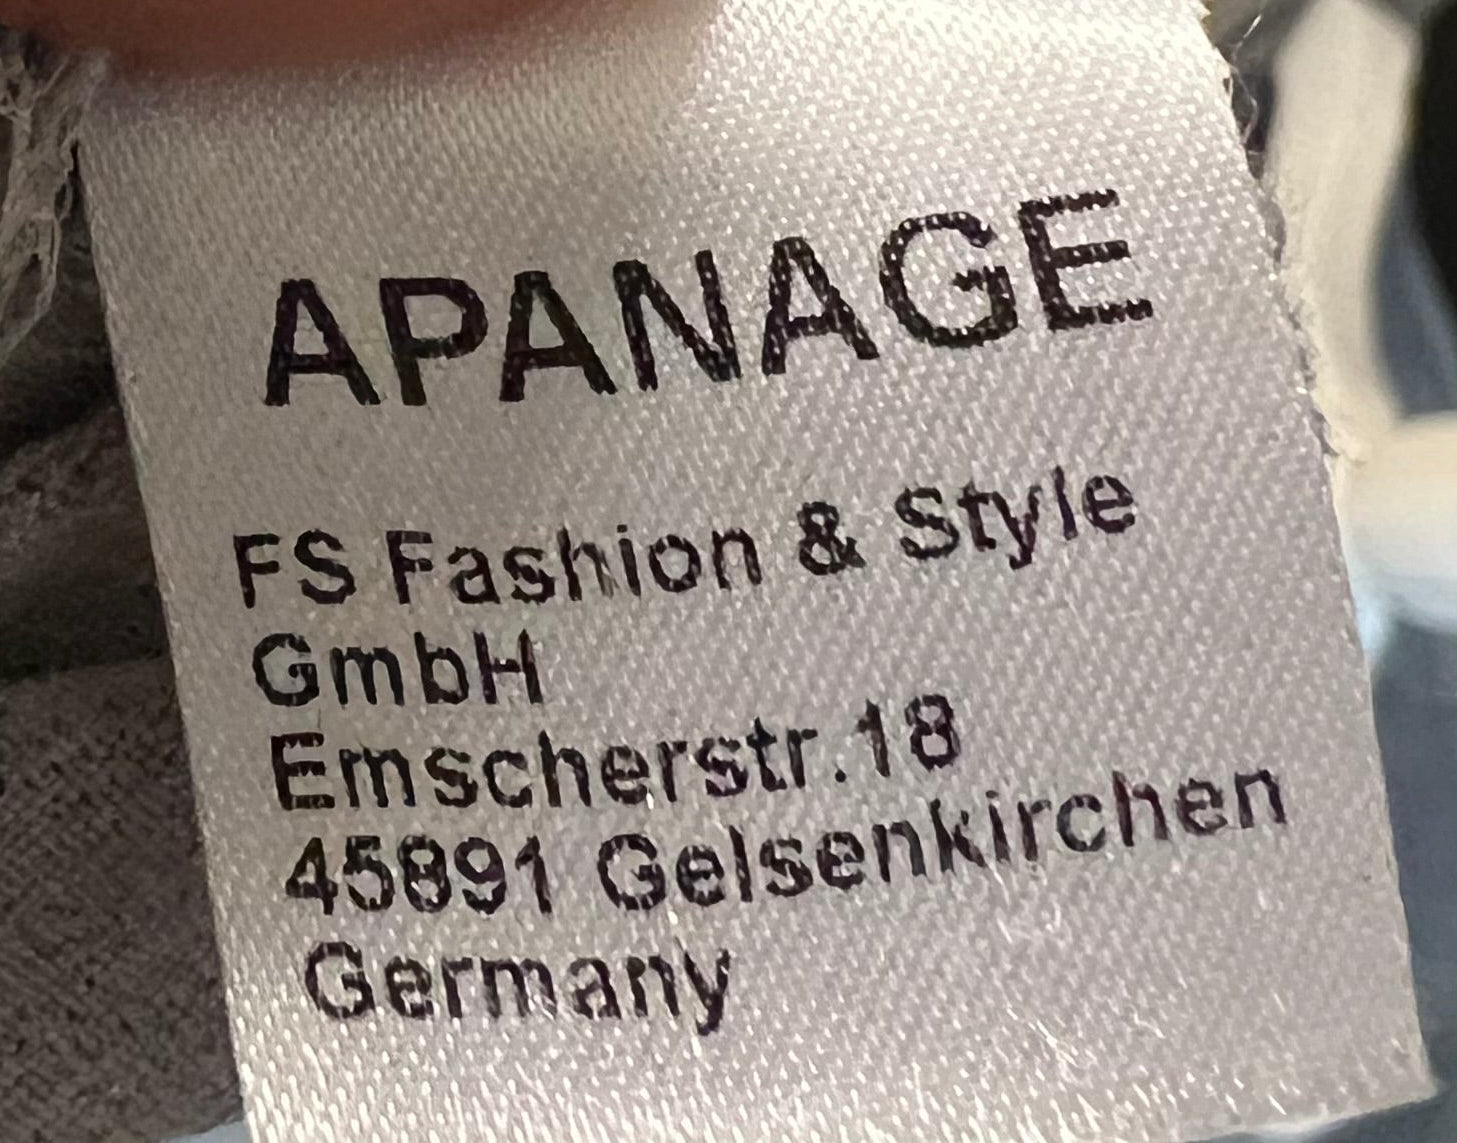 APANAGE
FS Fashion & Style
GmbH
Emscherstr.18
45891 Gelsenkirchen
Germany